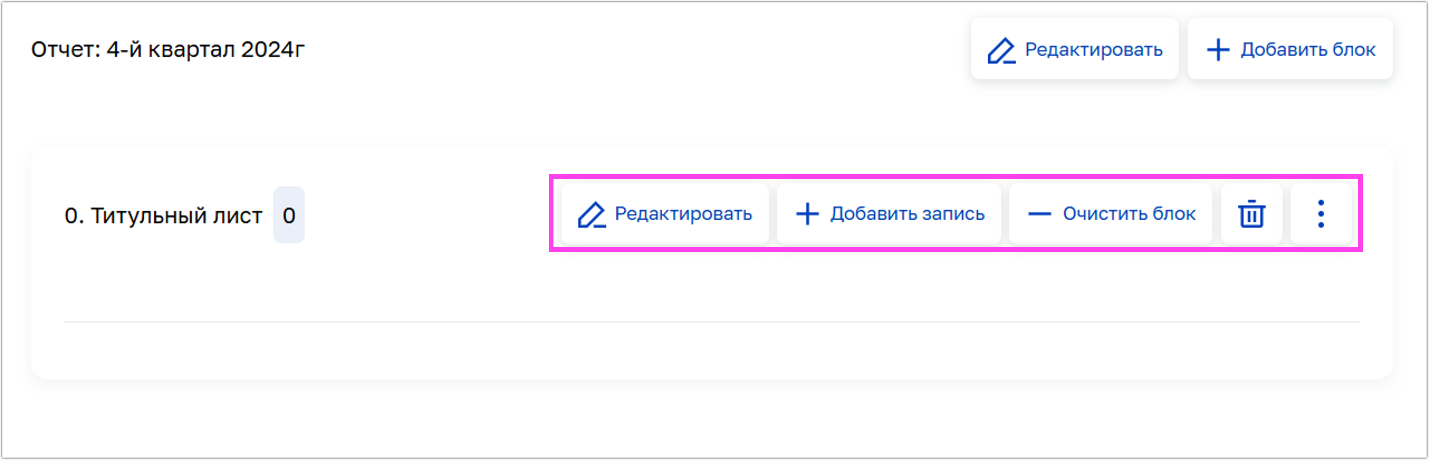 Отчет: 4-й квартал 2024г
Редактировать
Добавить блок
0. Титульный лист 0
Редактировать
Добавить запись
Очистить блок